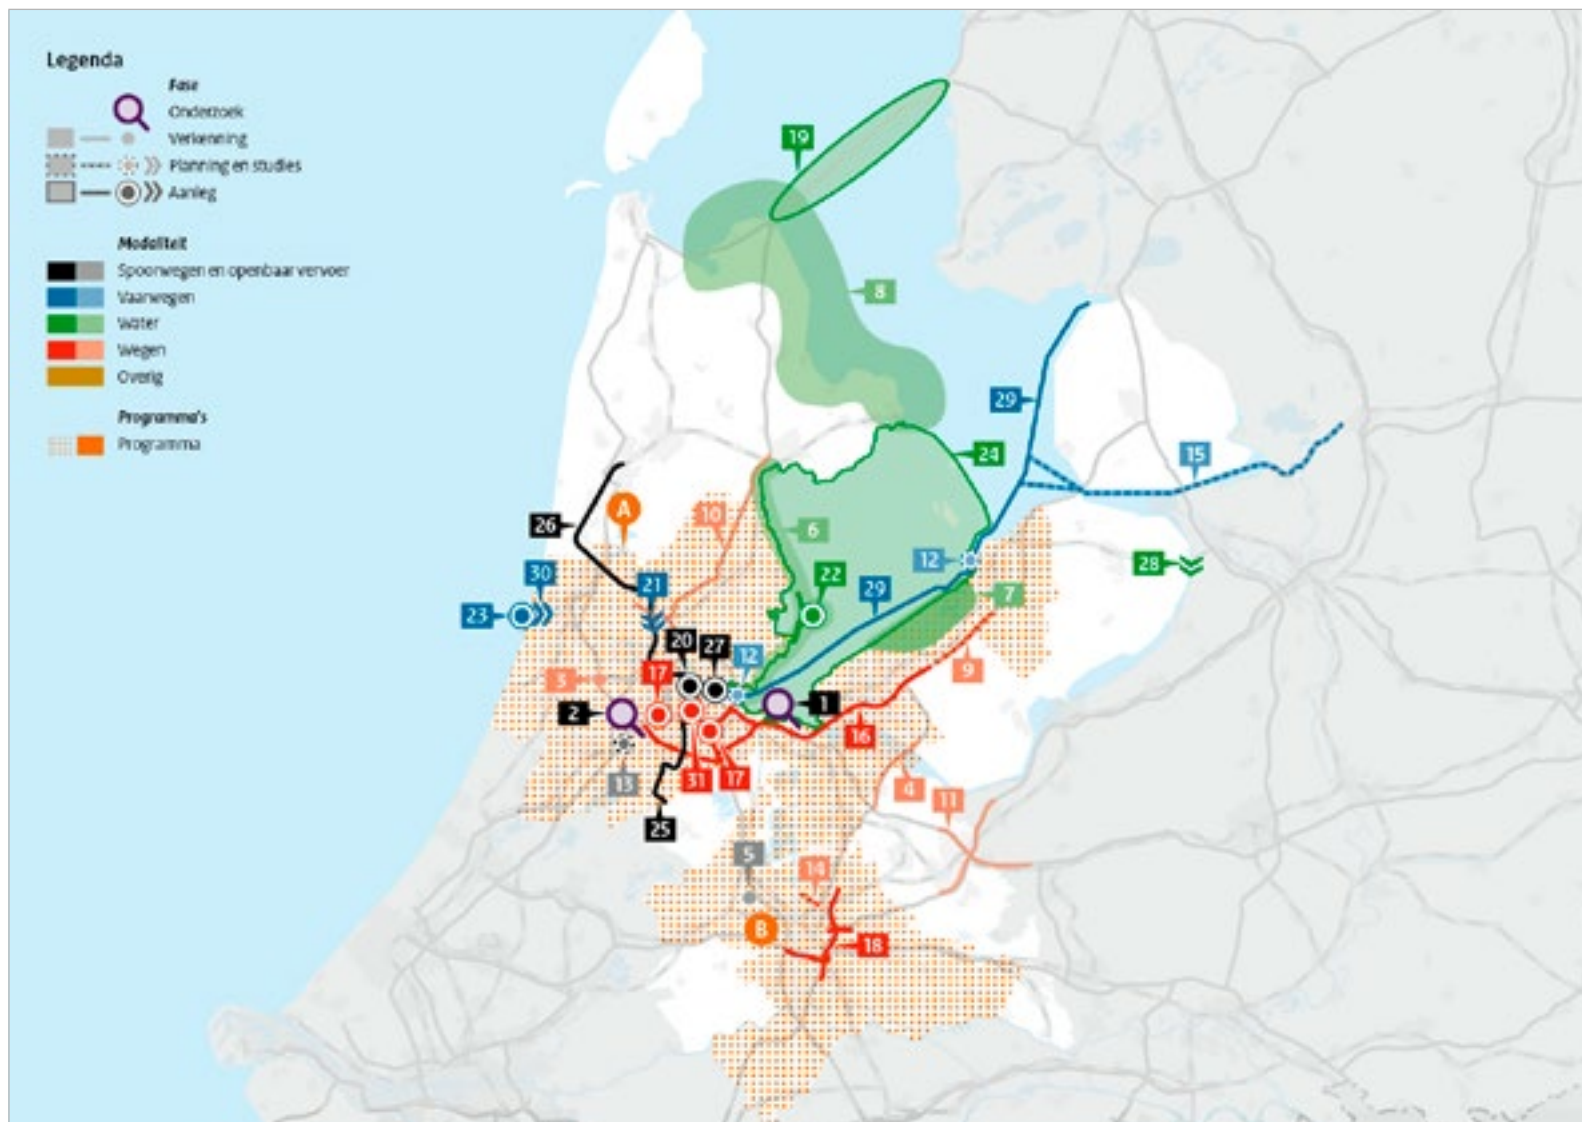 Legenda
Fase
Onderzoek
Verkenning
Planning en studies
Aanleg
Modaliteit
Spoorwegen en openbaar vervoer
Vaarwegen
Water
Wegen
Overig
Programma's
Programma
19
8
29
24
15
A
10
26
6
12
28
30
21
22
29
7
23
20
27
12
17
3
9
2
1
16
13
31
17
4
11
25
5
14
B
18